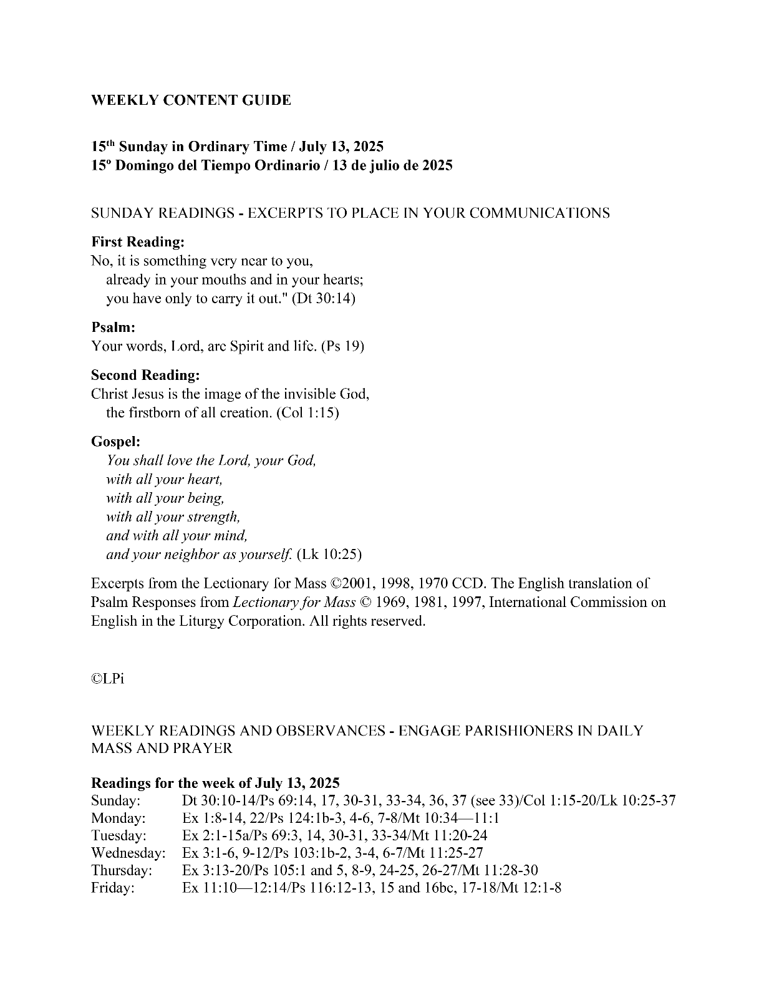 WEEKLY CONTENT GUIDE
15th Sunday in Ordinary Time / July 13, 2025
15º Domingo del Tiempo Ordinario / 13 de julio de 2025
SUNDAY READINGS - EXCERPTS TO PLACE IN YOUR COMMUNICATIONS
First Reading:
No, it is something very near to you,
already in your mouths and in your hearts;
you have only to carry it out." (Dt 30:14)
Psalm:
Your words, Lord, are Spirit and life. (Ps 19)
Second Reading:
Christ Jesus is the image of the invisible God,
the firstborn of all creation. (Col 1:15)
Gospel:
You shall love the Lord, your God,
with all your heart,
with all your being,
with all your strength,
and with all your mind,
and your neighbor as yourself. (Lk 10:25)
Excerpts from the Lectionary for Mass ©2001, 1998, 1970 CCD. The English translation of
Psalm Responses from Lectionary for Mass © 1969, 1981, 1997, International Commission on
English in the Liturgy Corporation. All rights reserved.
©LPi
WEEKLY READINGS AND OBSERVANCES - ENGAGE PARISHIONERS IN DAILY
MASS AND PRAYER
Readings for the week of July 13, 2025
Sunday: Dt 30:10-14/Ps 69:14, 17, 30-31, 33-34, 36, 37 (see 33)/Col 1:15-20/Lk 10:25-37
Monday: Ex 1:8-14, 22/Ps 124:1b-3, 4-6, 7-8/Mt 10:34—11:1
Tuesday: Ex 2:1-15a/Ps 69:3, 14, 30-31, 33-34/Mt 11:20-24
Wednesday: Ex 3:1-6, 9-12/Ps 103:1b-2, 3-4, 6-7/Mt 11:25-27
Thursday: Ex 3:13-20/Ps 105:1 and 5, 8-9, 24-25, 26-27/Mt 11:28-30
Friday: Ex 11:10—12:14/Ps 116:12-13, 15 and 16bc, 17-18/Mt 12:1-8